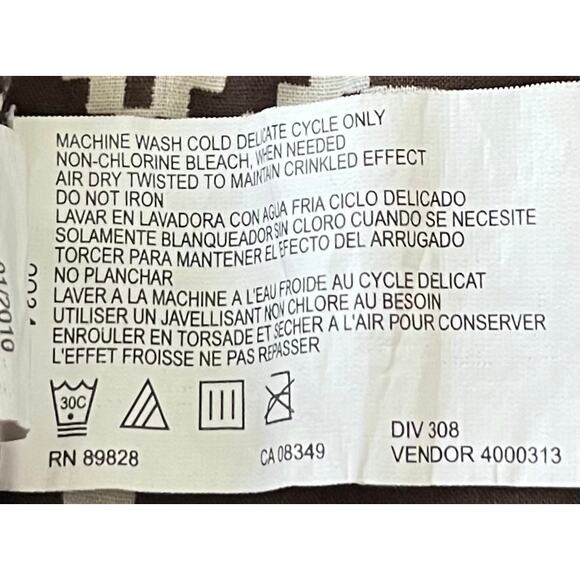 MACHINE WASH COLD DELICATE CYCLE ONLY
NON-CHLORINE BLEACH, WHEN NEEDED
AIR DRY TWISTED TO MAINTAIN CRINKLED EFFECT
DO NOT IRON
LAVAR EN LAVADORA CON AGUA FRIA CICLO DELICADO
SOLAMENTE BLANQUEADOR SIN CLORO CUANDO SE NECESITE
TORCER PARA MANTENER EL EFECTO DEL ARRUGADO
NO PLANCHAR
LAVER A LA MACHINE A L'EAU FROIDE AU CYCLE DELICAT
UTILISER UN JAVELLISANT NON CHLORE AU BESOIN
ENROULER EN TORSADE ET SECHER A L'AIR POUR CONSERVER
L'EFFET FROISSE NE PAS REPASSER
30C
RN 89828
CA 08349
DIV 308
VENDOR 4000313
01/2010